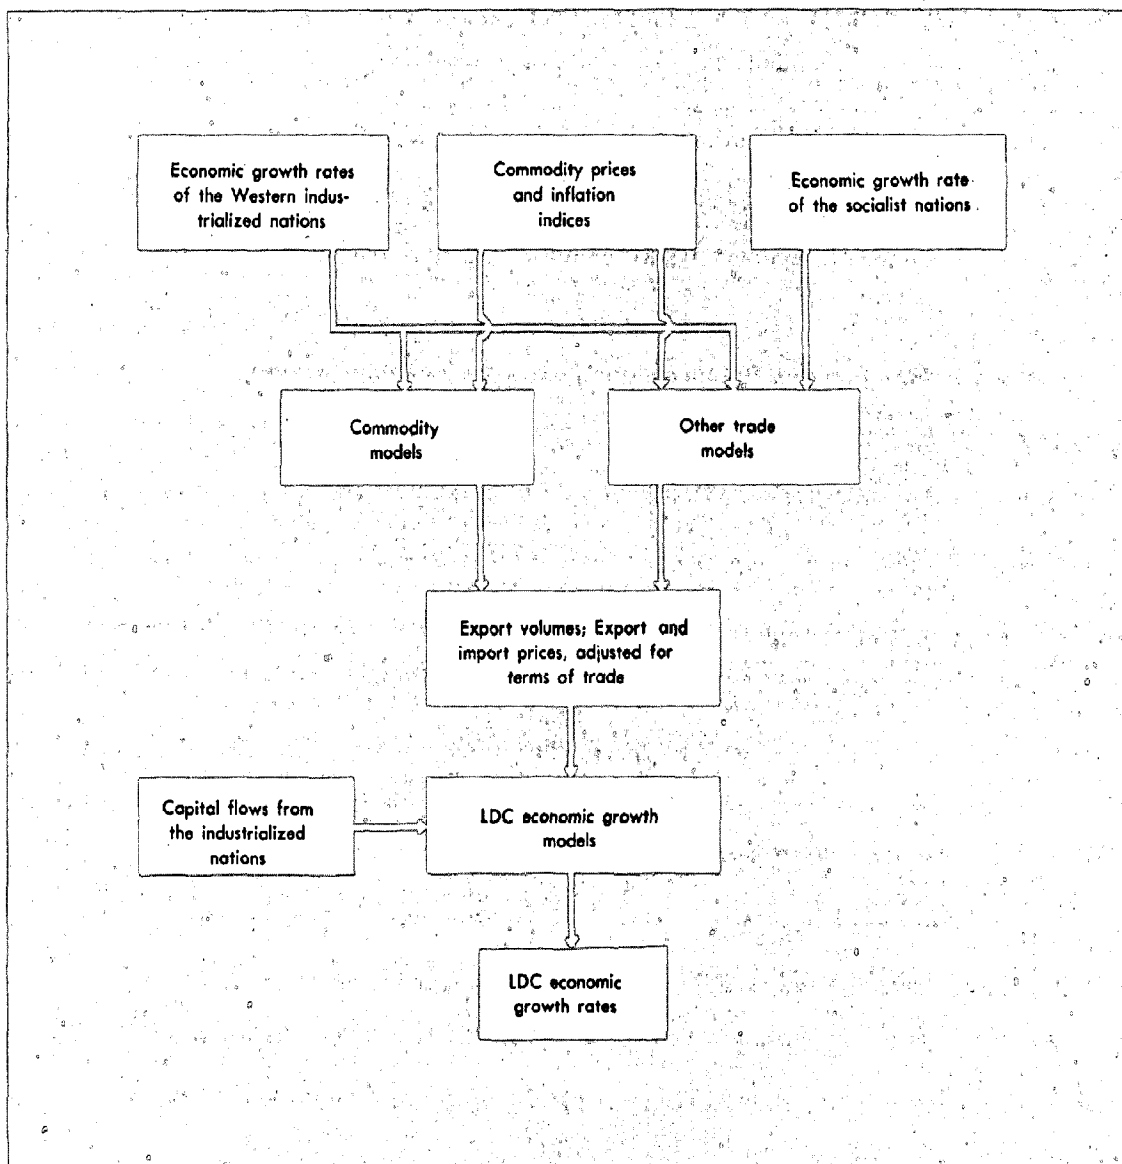 Economic growth rates
of the Western indus-
trialized nations
Commodity prices
and inflation
indices
Economic growth rate
of the socialist nations
Commodity
models
Other trade
models
Export volumes; Export and
import prices, adjusted for
terms of trade
Capital flows from
the industrialized
nations
LDC economic growth
models
LDC economic
growth rates